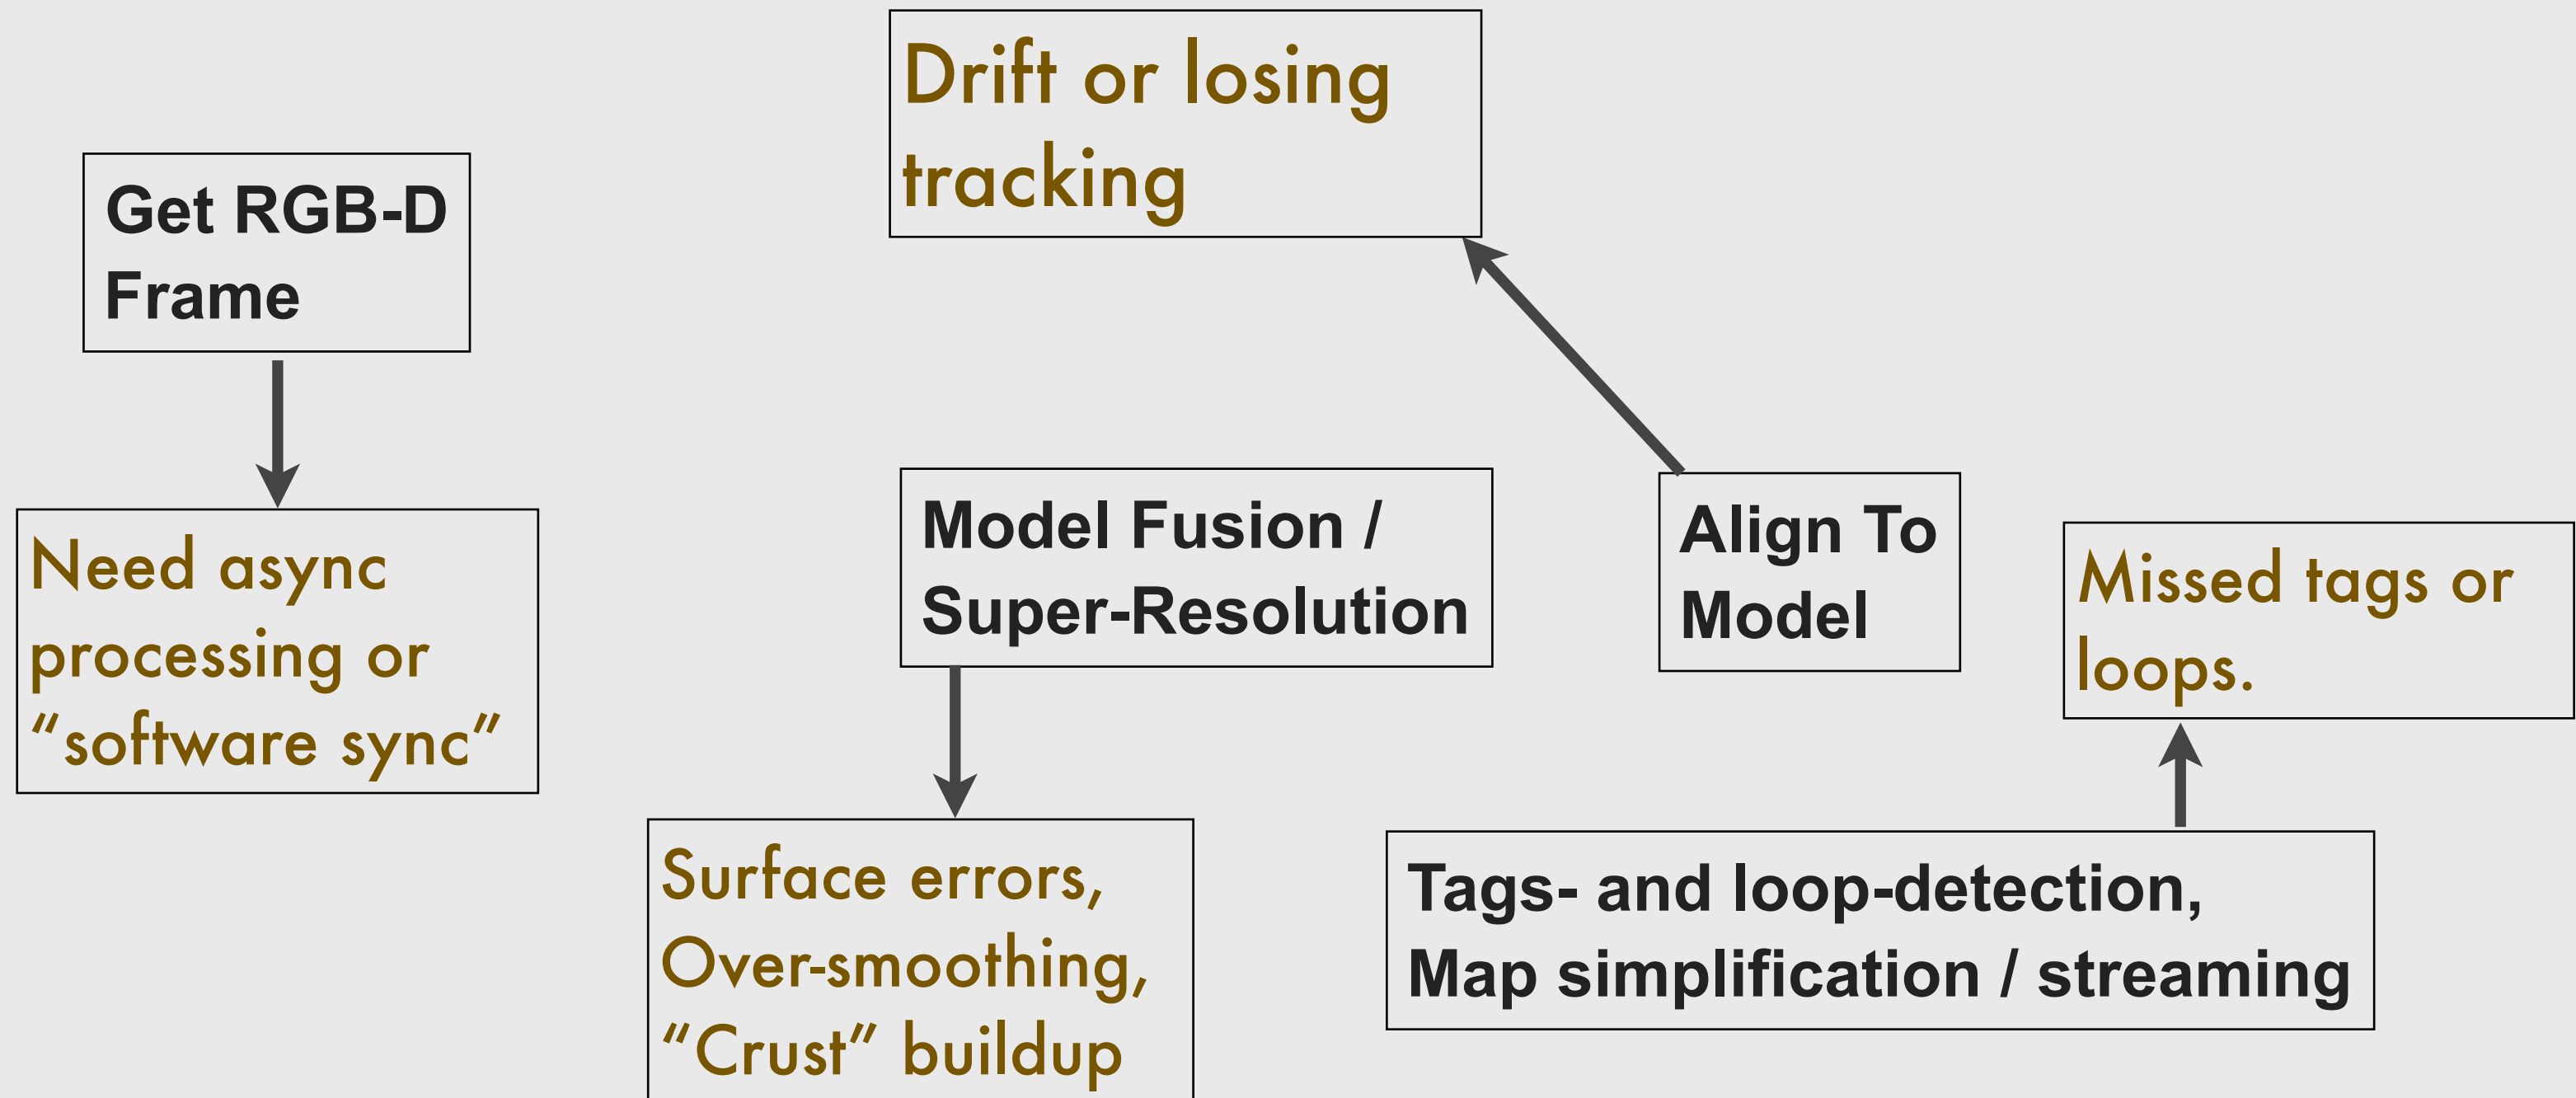 Drift or losing
tracking
Get RGB-D
Frame
Need async
processing or
“software sync”
Model Fusion /
Super-Resolution
Align To
Model
Missed tags or
loops.
Surface errors,
Over-smoothing,
“Crust” buildup
Tags- and loop-detection,
Map simplification / streaming